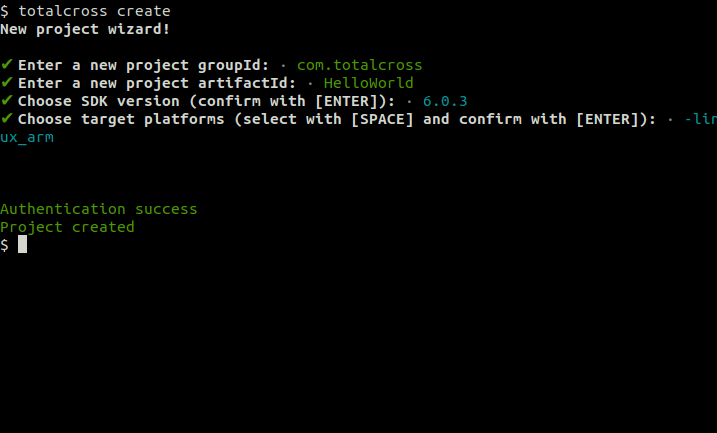 $ totalcross create
New project wizard!
✔ Enter a new project groupId: · com.totalcross
✔ Enter a new project artifactId: · HelloWorld
✔ Choose SDK version (confirm with [ENTER]): · 6.0.3
✔ Choose target platforms (select with [SPACE] and confirm with [ENTER]): · -lin
ux_arm
Authentication success
Project created
$